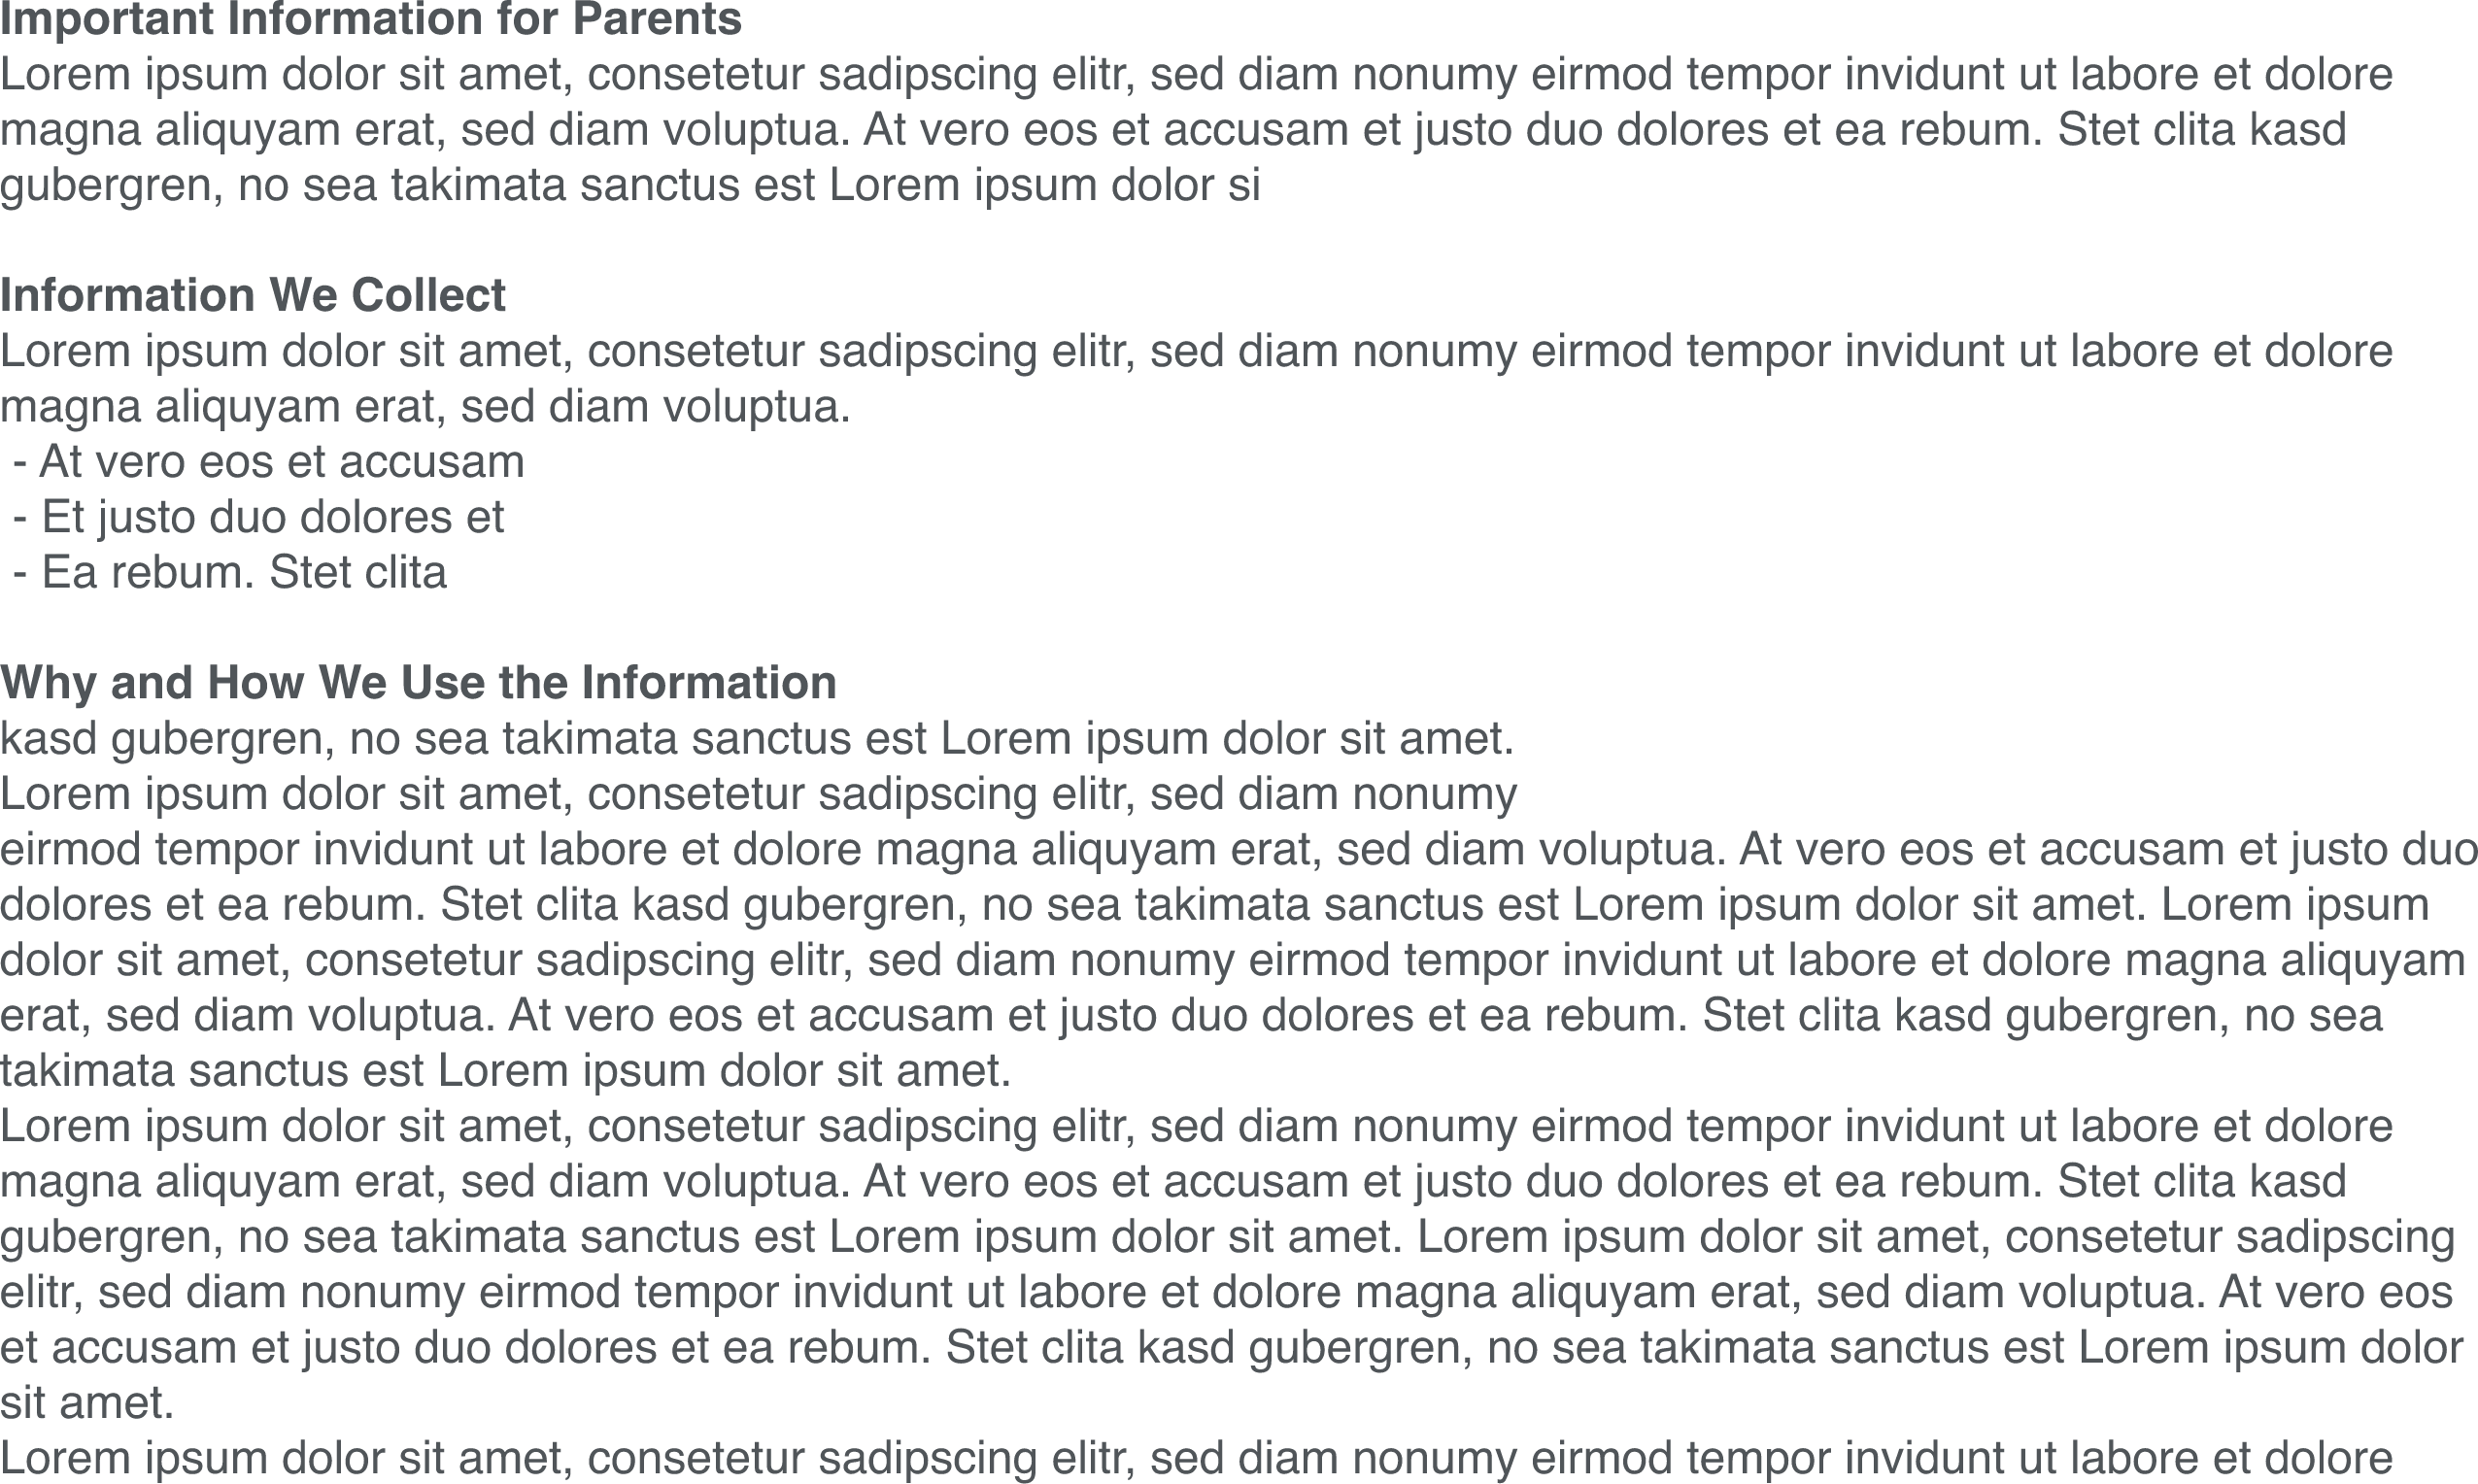 Important Information for Parents
Lorem ipsum dolor sit amet, consetetur sadipscing elitr, sed diam nonumy eirmod tempor invidunt ut labore et dolore
magna aliquyam erat, sed diam voluptua. At vero eos et accusam et justo duo dolores et ea rebum. Stet clita kasd
gubergren, no sea takimata sanctus est Lorem ipsum dolor si
Information We Collect
Lorem ipsum dolor sit amet, consetetur sadipscing elitr, sed diam nonumy eirmod tempor invidunt ut labore et dolore
magna aliquyam erat, sed diam voluptua.
- At vero eos et accusam
- Et justo duo dolores et
- Ea rebum. Stet clita
Why and How We Use the Information
kasd gubergren, no sea takimata sanctus est Lorem ipsum dolor sit amet.
Lorem ipsum dolor sit amet, consetetur sadipscing elitr, sed diam nonumy
eirmod tempor invidunt ut labore et dolore magna aliquyam erat, sed diam voluptua. At vero eos et accusam et justo duo
dolores et ea rebum. Stet clita kasd gubergren, no sea takimata sanctus est Lorem ipsum dolor sit amet. Lorem ipsum
dolor sit amet, consetetur sadipscing elitr, sed diam nonumy eirmod tempor invidunt ut labore et dolore magna aliquyam
erat, sed diam voluptua. At vero eos et accusam et justo duo dolores et ea rebum. Stet clita kasd gubergren, no sea
takimata sanctus est Lorem ipsum dolor sit amet.
Lorem ipsum dolor sit amet, consetetur sadipscing elitr, sed diam nonumy eirmod tempor invidunt ut labore et dolore
magna aliquyam erat, sed diam voluptua. At vero eos et accusam et justo duo dolores et ea rebum. Stet clita kasd
gubergren, no sea takimata sanctus est Lorem ipsum dolor sit amet. Lorem ipsum dolor sit amet, consetetur sadipscing
elitr, sed diam nonumy eirmod tempor invidunt ut labore et dolore magna aliquyam erat, sed diam voluptua. At vero eos
et accusam et justo duo dolores et ea rebum. Stet clita kasd gubergren, no sea takimata sanctus est Lorem ipsum dolor
sit amet.
Lorem ipsum dolor sit amet, consetetur sadipscing elitr, sed diam nonumy eirmod tempor invidunt ut labore et dolore